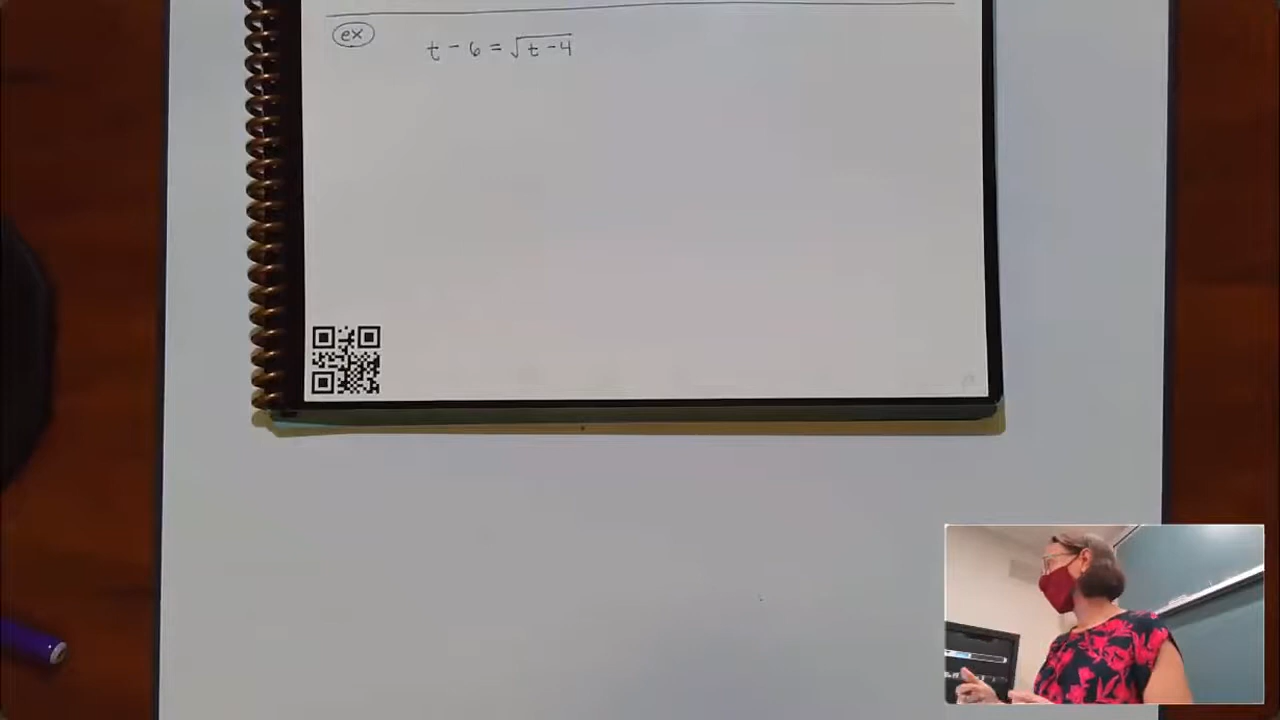 ex
t - 6 = √(t - 4)